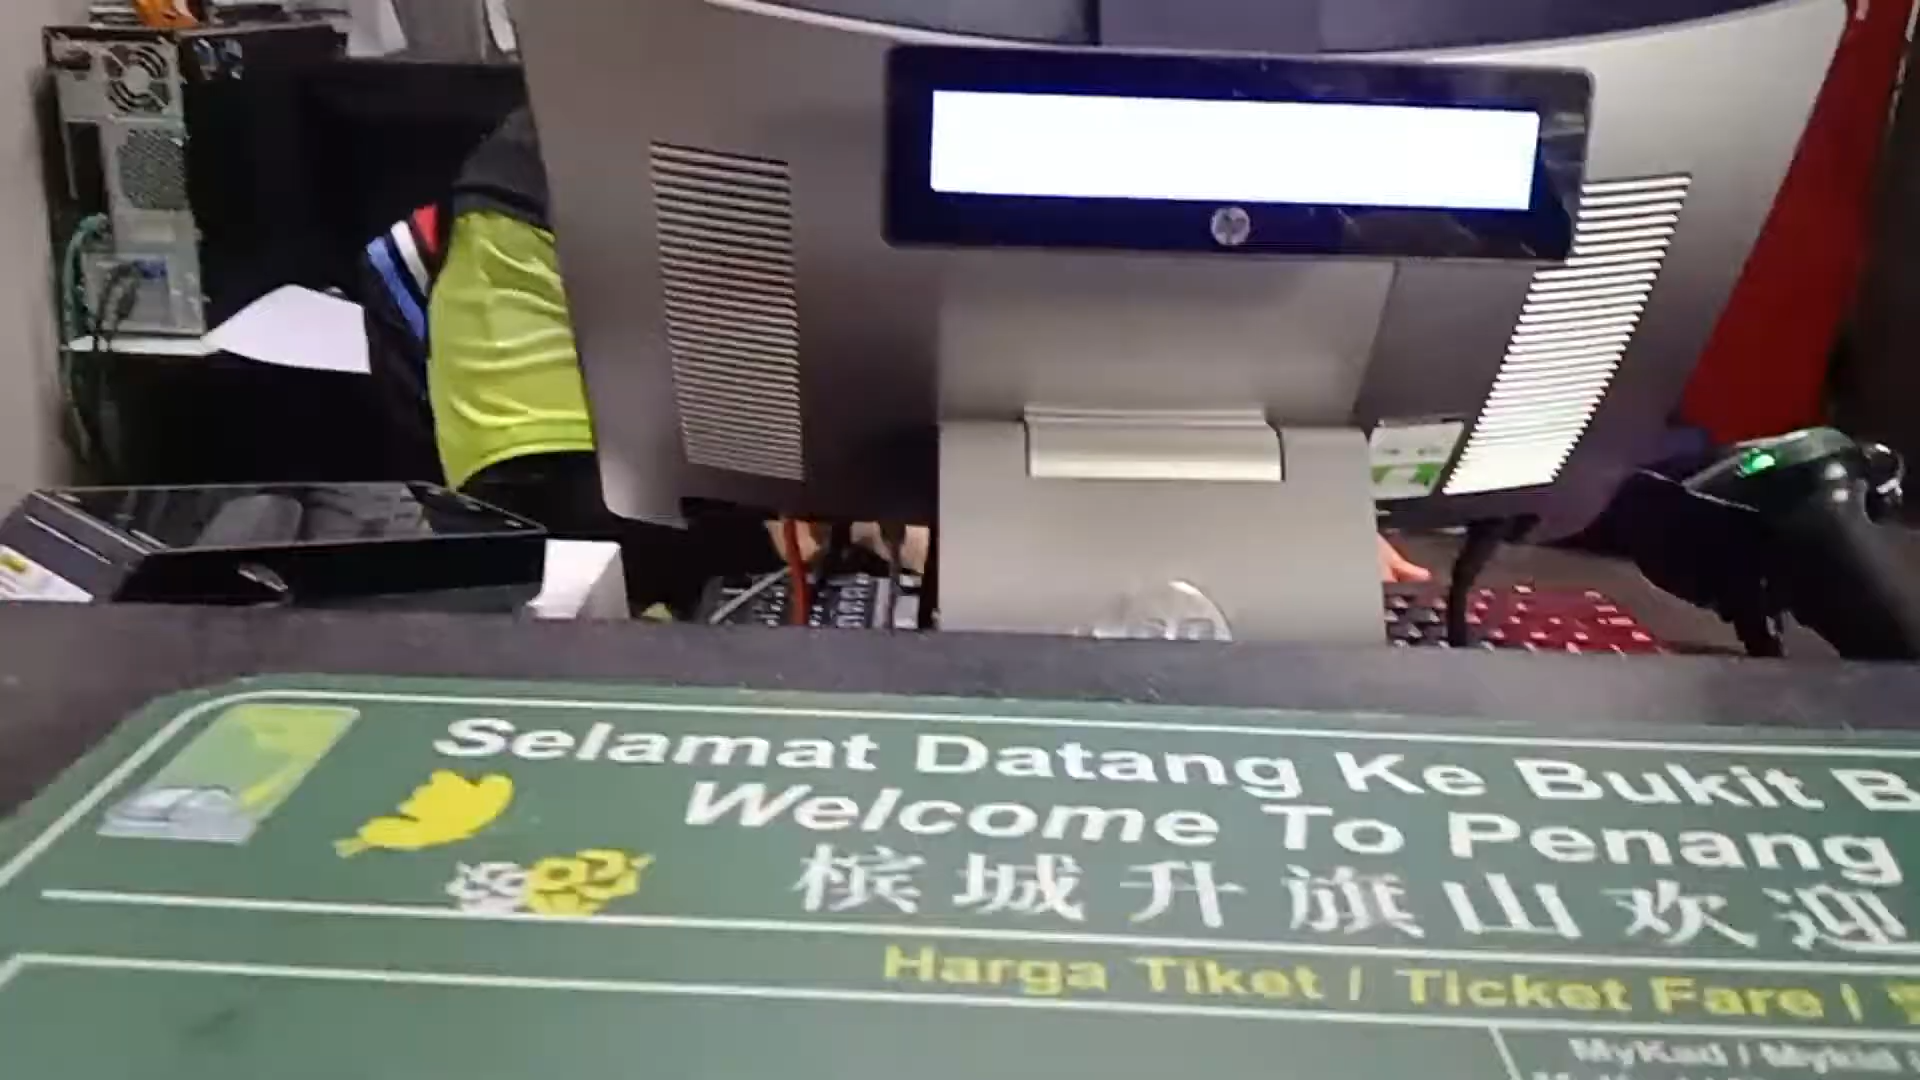 Selamat Datang Ke Bukit B
Welcome To Penang
槟城升旗山欢迎
Harga Tiket / Ticket Fare /
MyKad / Mykid